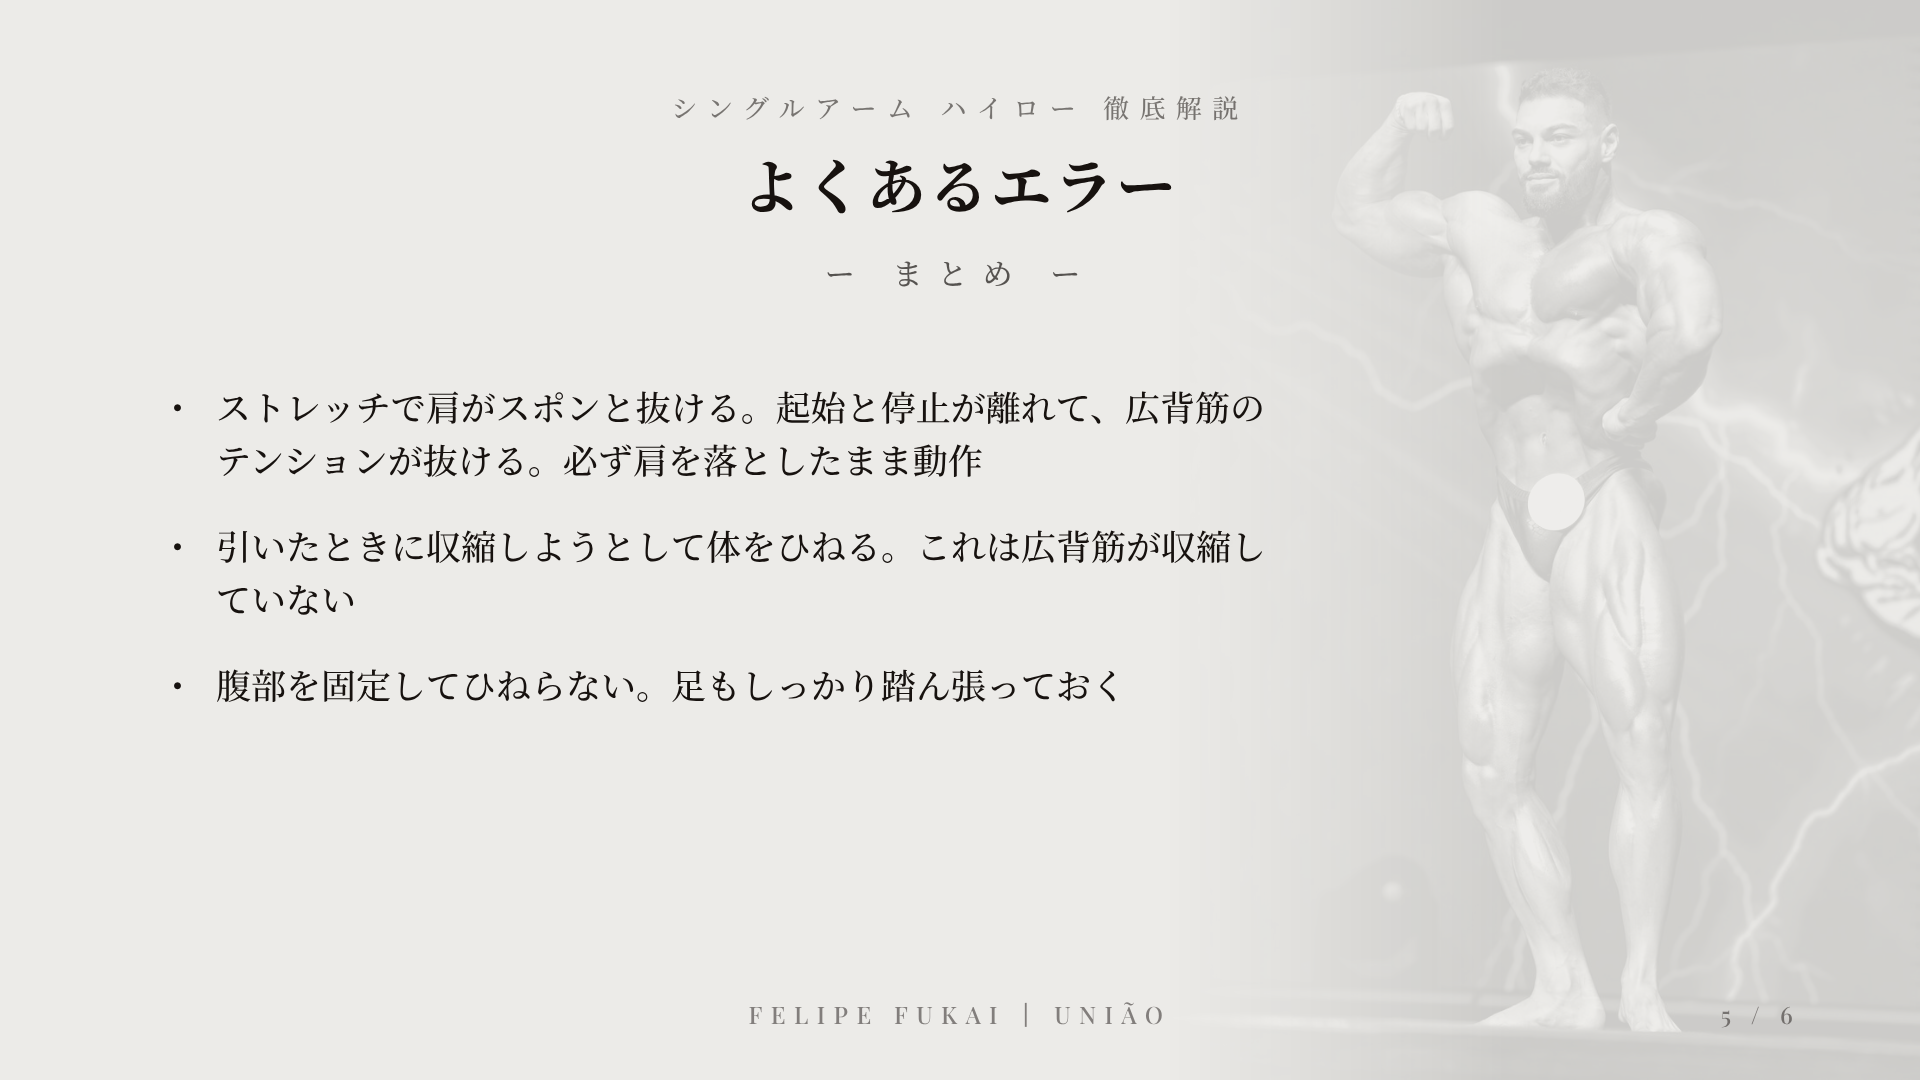 シングルアーム ハイロー 徹底解説
よくあるエラー
ー まとめ ー
・ ストレッチで肩がスポンと抜ける。起始と停止が離れて、広背筋の
テンションが抜ける。必ず肩を落としたまま動作
・ 引いたときに収縮しようとして体をひねる。これは広背筋が収縮し
ていない
・ 腹部を固定してひねらない。足もしっかり踏ん張っておく
FELIPE FUKAI | UNIÃO
5 / 6